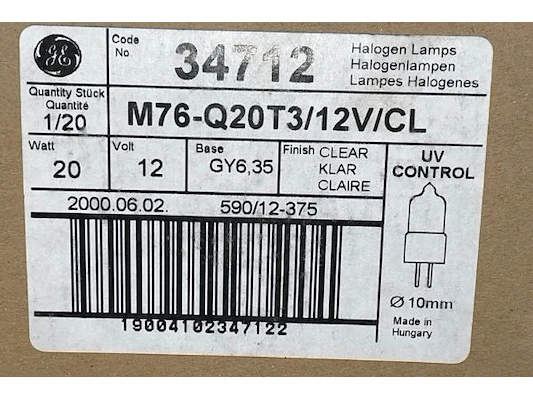 GE
Code
No.
34712
Halogen Lamps
Halogenlampen
Lampes Halogenes
Quantity Stück
Quantité
1/20
M76-Q20T3/12V/CL
Watt
20
Volt
12
Base
GY6,35
Finish CLEAR
KLAR
CLAIRE
UV
CONTROL
2000.06.02.
590/12-375
19004102347122
Ø 10mm
Made in
Hungary